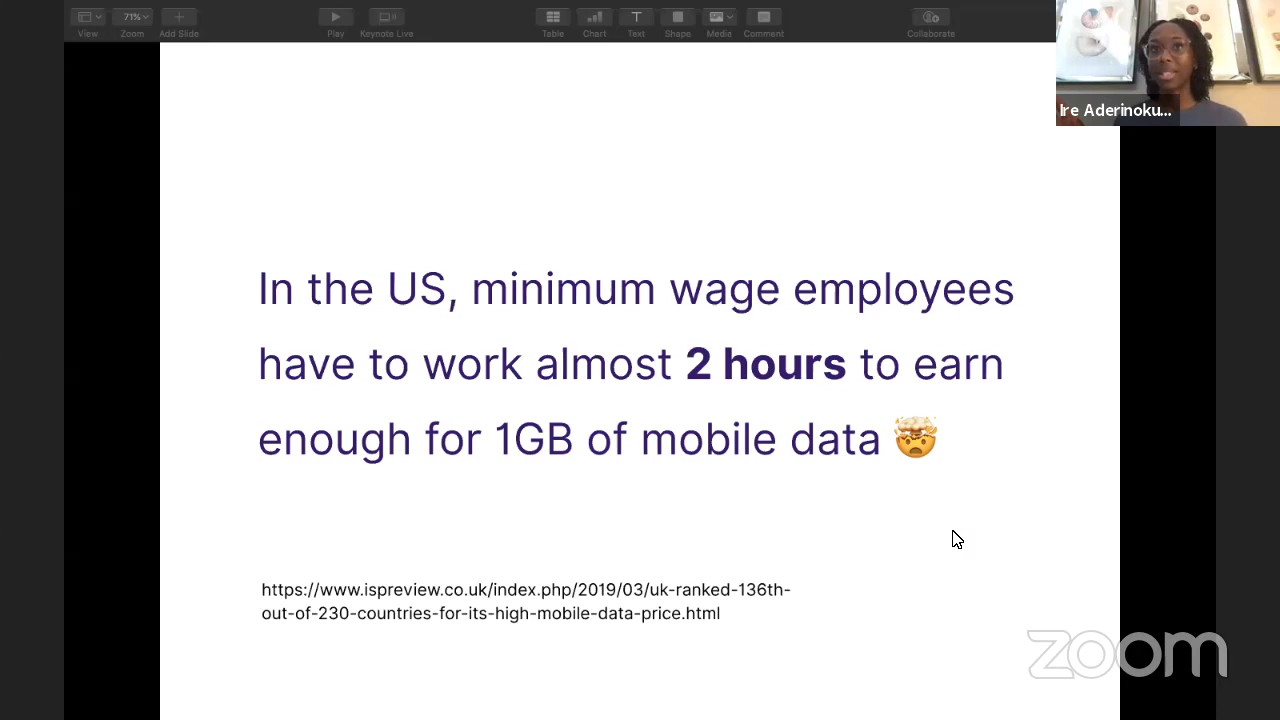 View
71%
Zoom
Add Slide
Play
Keynote Live
Table
Chart
Text
Shape
Media
Comment
Collaborate
Ire Aderinoku...
In the US, minimum wage employees
have to work almost 2 hours to earn
enough for 1GB of mobile data 🤯
https://www.ispreview.co.uk/index.php/2019/03/uk-ranked-136th-
out-of-230-countries-for-its-high-mobile-data-price.html
zoom